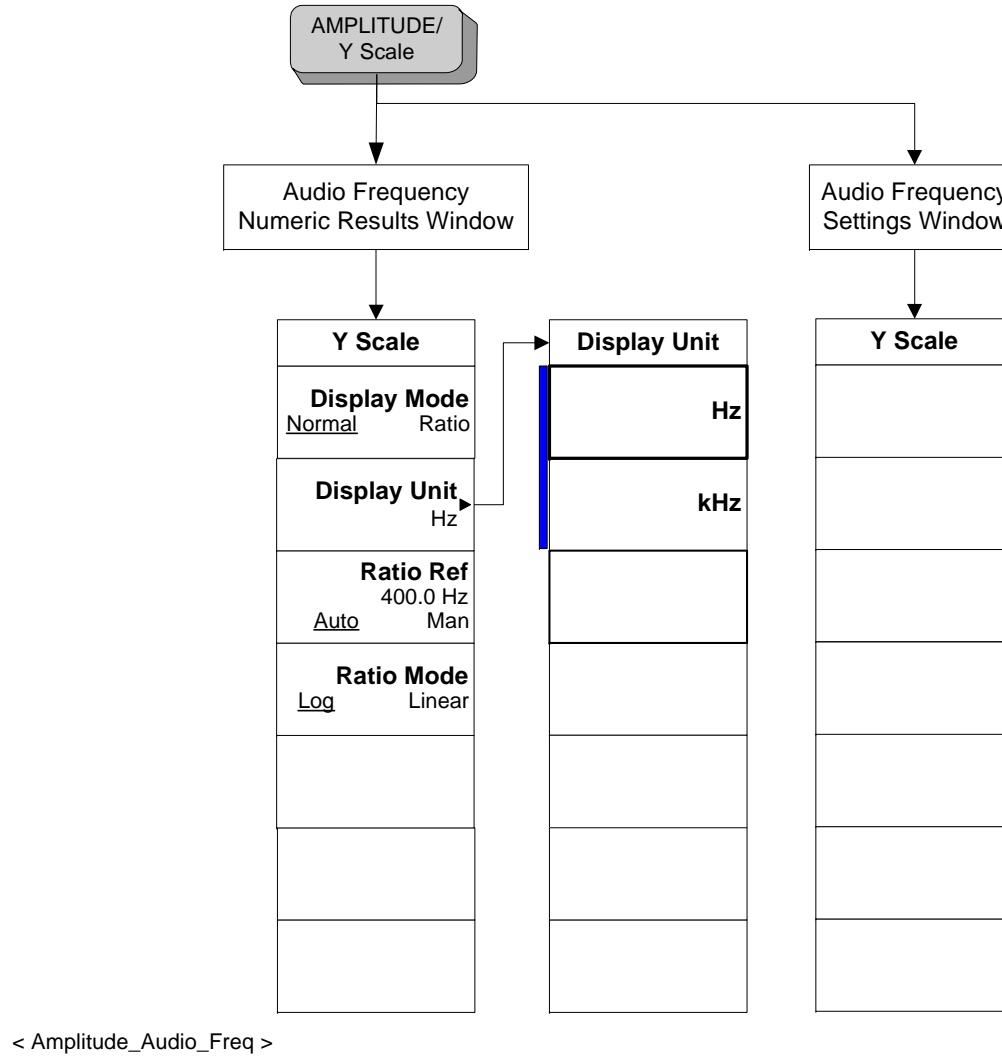 AMPLITUDE/
Y Scale
Audio Frequency
Numeric Results Window
Audio Frequency
Settings Window
Y Scale
Display Mode
Normal Ratio
Display Unit
Hz
Ratio Ref
400.0 Hz
Auto Man
Ratio Mode
Log Linear
Display Unit
Hz
kHz
Y Scale
< Amplitude_Audio_Freq >